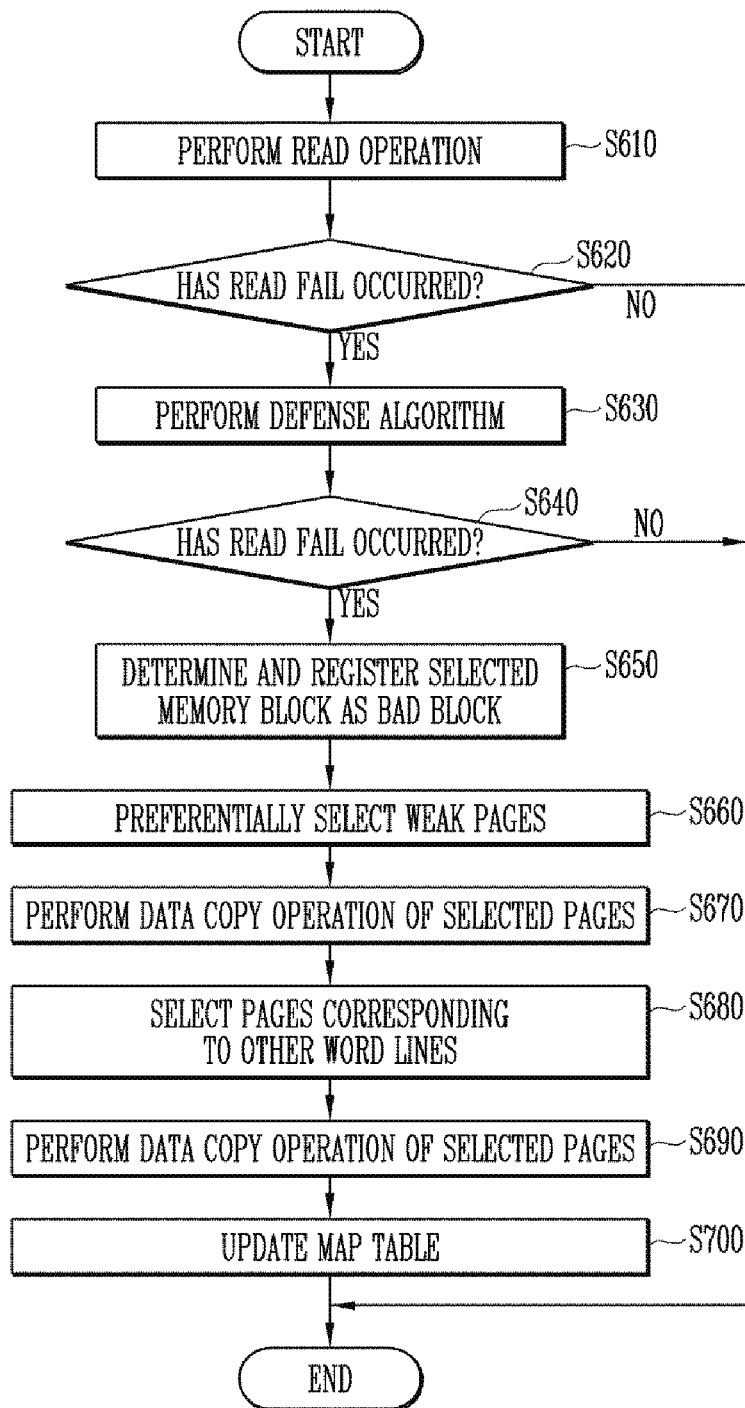 START
PERFORM READ OPERATION
S610
HAS READ FAIL OCCURRED?
S620
NO
YES
PERFORM DEFENSE ALGORITHM
S630
HAS READ FAIL OCCURRED?
S640
NO
YES
DETERMINE AND REGISTER SELECTED
MEMORY BLOCK AS BAD BLOCK
S650
PREFERENTIALLY SELECT WEAK PAGES
S660
PERFORM DATA COPY OPERATION OF SELECTED PAGES
S670
SELECT PAGES CORRESPONDING
TO OTHER WORD LINES
S680
PERFORM DATA COPY OPERATION OF SELECTED PAGES
S690
UPDATE MAP TABLE
S700
END